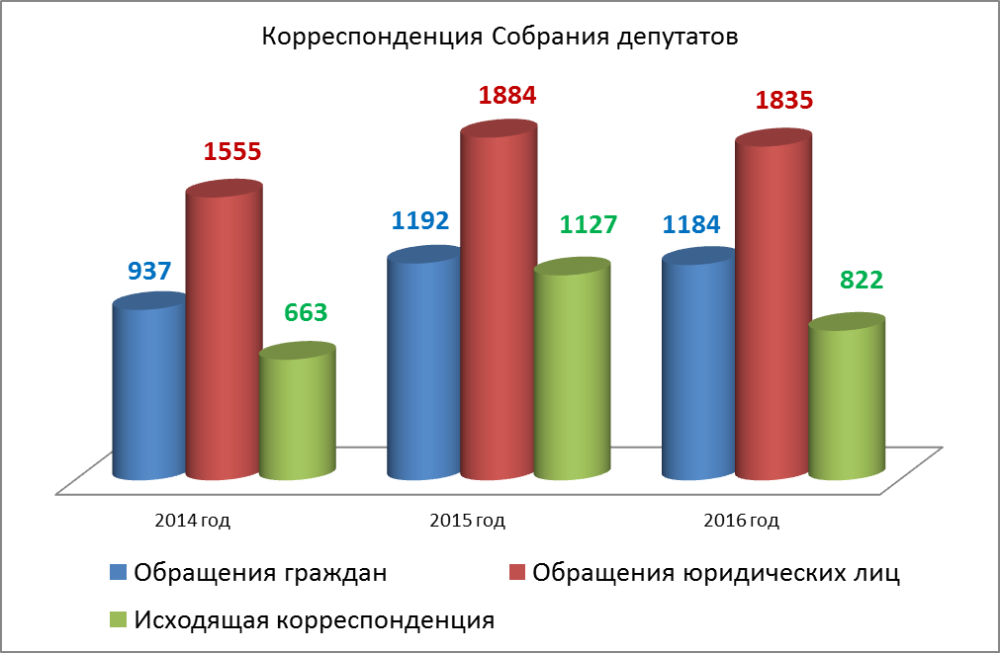 Корреспонденция Собрания депутатов
1884
1835
1555
1192
1127
1184
937
822
663
2014 год
2015 год
2016 год
Обращения граждан
Обращения юридических лиц
Исходящая корреспонденция